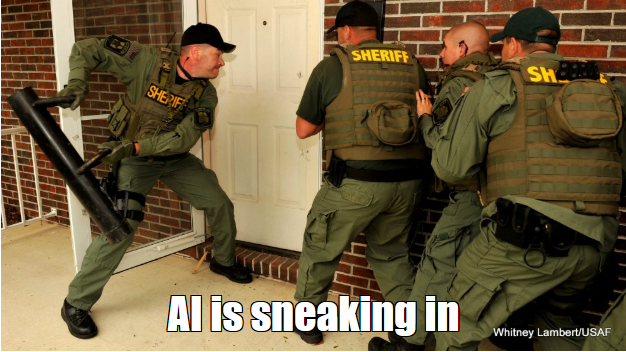 SHERIFF
SHERIFF
SH
AI is sneaking in
Whitney Lambert/USAF